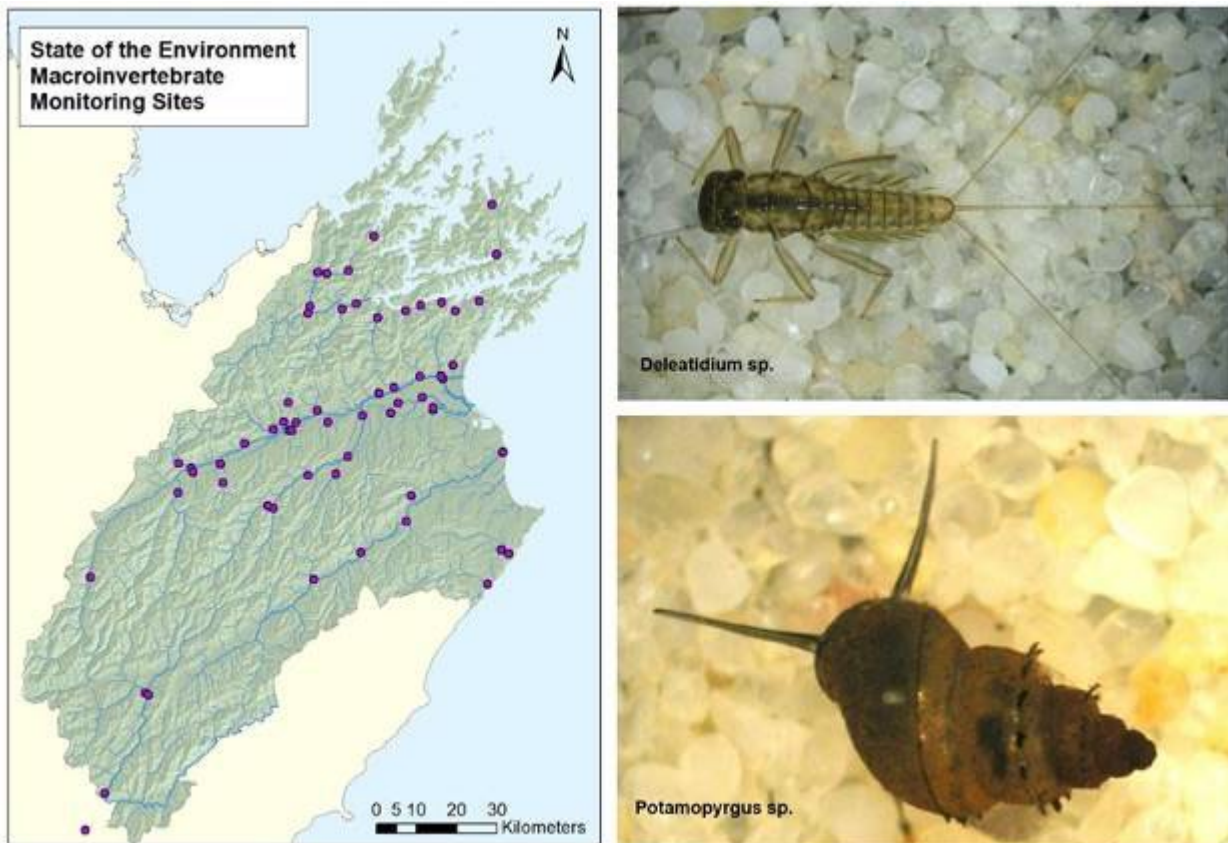 State of the Environment
Macroinvertebrate
Monitoring Sites
N
0 5 10 20 30
Kilometers
Deleatidium sp.
Potamopyrgus sp.